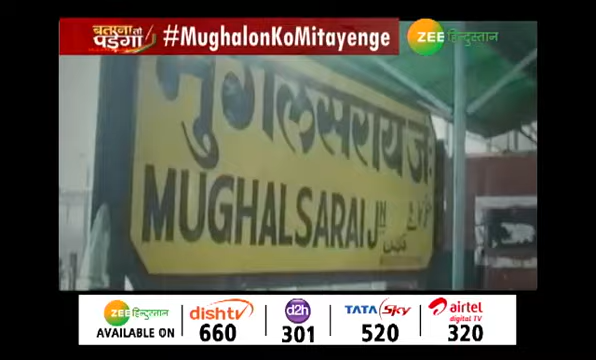 बताना तो
पड़ेगा
#MughalonKoMitayenge
ZEE हिन्दुस्तान
मुग़लसराय जं:
MUGHALSARAI JN
ZEE हिन्दुस्तान
AVAILABLE ON
dishtv
660
d2h
301
TATA Sky
520
airtel
digital TV
320